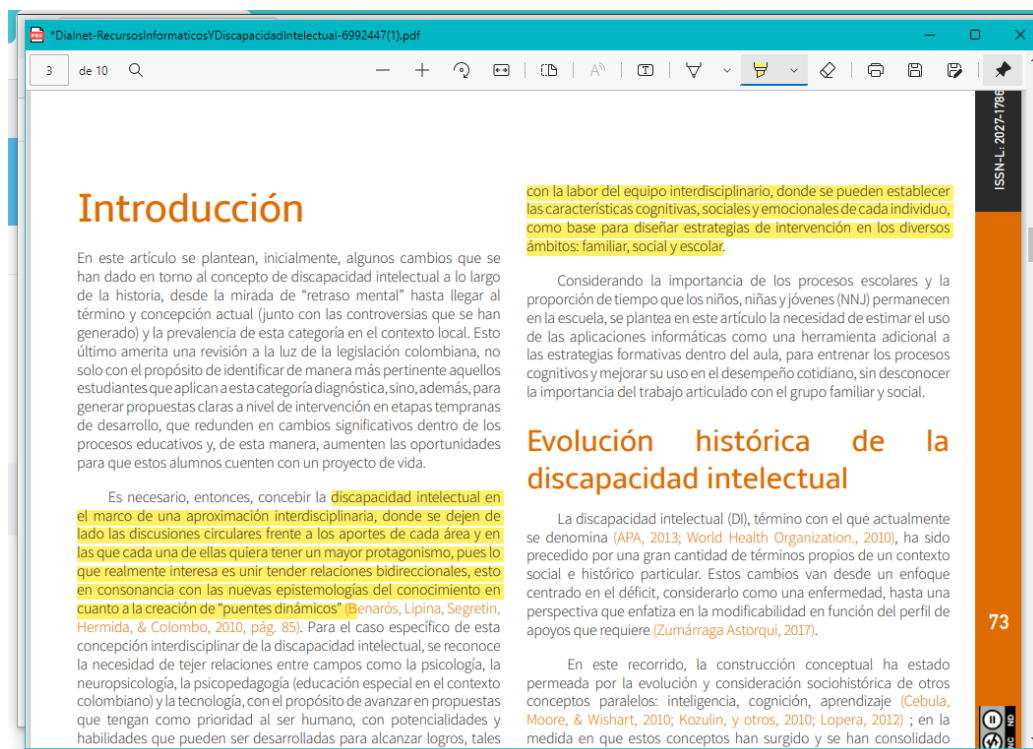 *Dialnet-RecursosInformaticosYDiscapacidadIntelectual-6992447(1).pdf
3 de 10
Introducción
En este artículo se plantean, inicialmente, algunos cambios que se
han dado en torno al concepto de discapacidad intelectual a lo largo
de la historia, desde la mirada de “retraso mental” hasta llegar al
término y concepción actual (junto con las controversias que se han
generado) y la prevalencia de esta categoría en el contexto local. Esto
último amerita una revisión a la luz de la legislación colombiana, no
solo con el propósito de identificar de manera más pertinente aquellos
estudiantes que aplican a esta categoría diagnóstica, sino, además, para
generar propuestas claras a nivel de intervención en etapas tempranas
de desarrollo, que redunden en cambios significativos dentro de los
procesos educativos y, de esta manera, aumenten las oportunidades
para que estos alumnos cuenten con un proyecto de vida.
Es necesario, entonces, concebir la discapacidad intelectual en
el marco de una aproximación interdisciplinaria, donde se dejen de
lado las discusiones circulares frente a los aportes de cada área y en
las que cada una de ellas quiera tener un mayor protagonismo, pues lo
que realmente interesa es unir tender relaciones bidireccionales, esto
en consonancia con las nuevas epistemologías del conocimiento en
cuanto a la creación de “puentes dinámicos” (Benarós, Lipina, Segretin,
Hermida, & Colombo, 2010, pág. 85). Para el caso específico de esta
concepción interdisciplinar de la discapacidad intelectual, se reconoce
la necesidad de tejer relaciones entre campos como la psicología, la
neuropsicología, la psicopedagogía (educación especial en el contexto
colombiano) y la tecnología, con el propósito de avanzar en propuestas
que tengan como prioridad al ser humano, con potencialidades y
habilidades que pueden ser desarrolladas para alcanzar logros, tales
con la labor del equipo interdisciplinario, donde se pueden establecer
las características cognitivas, sociales y emocionales de cada individuo,
como base para diseñar estrategias de intervención en los diversos
ámbitos: familiar, social y escolar.
Considerando la importancia de los procesos escolares y la
proporción de tiempo que los niños, niñas y jóvenes (NNJ) permanecen
en la escuela, se plantea en este artículo la necesidad de estimar el uso
de las aplicaciones informáticas como una herramienta adicional a
las estrategias formativas dentro del aula, para entrenar los procesos
cognitivos y mejorar su uso en el desempeño cotidiano, sin desconocer
la importancia del trabajo articulado con el grupo familiar y social.
Evolución histórica de la
discapacidad intelectual
La discapacidad intelectual (DI), término con el que actualmente
se denomina (APA, 2013; World Health Organization., 2010), ha sido
precedido por una gran cantidad de términos propios de un contexto
social e histórico particular. Estos cambios van desde un enfoque
centrado en el déficit, considerarlo como una enfermedad, hasta una
perspectiva que enfatiza en la modificabilidad en función del perfil de
apoyos que requiere (Zumárraga Astorqui, 2017).
En este recorrido, la construcción conceptual ha estado
permeada por la evolución y consideración sociohistórica de otros
conceptos paralelos: inteligencia, cognición, aprendizaje (Cebula,
Moore, & Wishart, 2010; Kozulin, y otros, 2010; Lopera, 2012) ; en la
medida en que estos conceptos han surgido y se han consolidado
ISSN-L: 2027-1786
73
NC ND